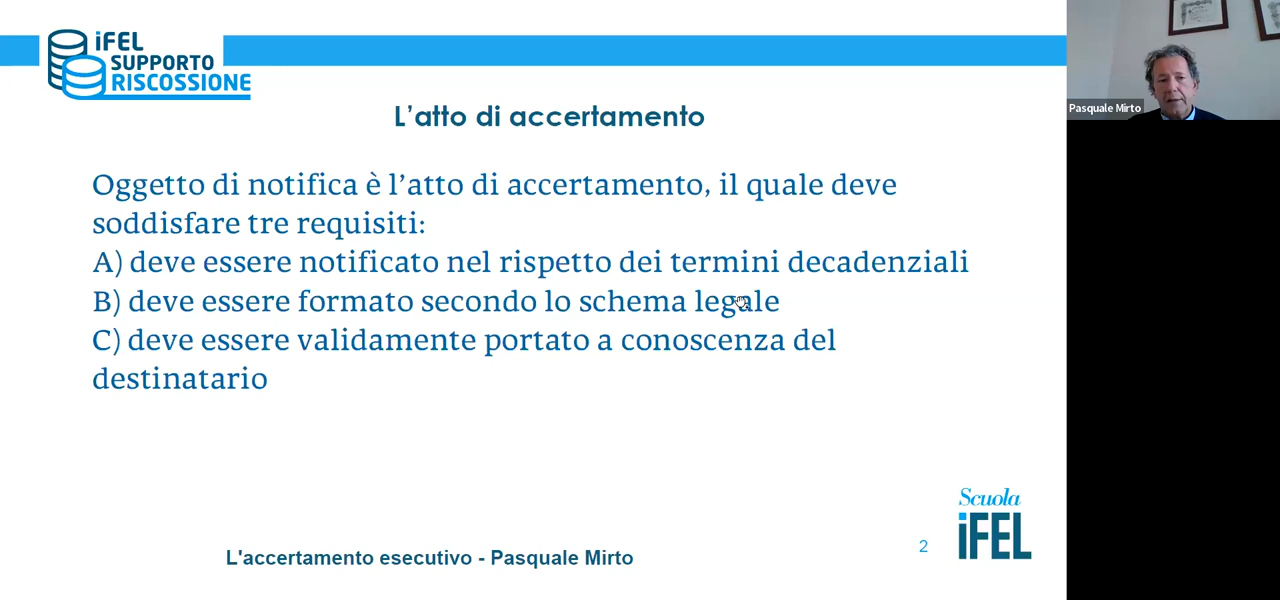 iFEL
SUPPORTO
RISCOSSIONE
L’atto di accertamento
Oggetto di notifica è l’atto di accertamento, il quale deve
soddisfare tre requisiti:
A) deve essere notificato nel rispetto dei termini decadenziali
B) deve essere formato secondo lo schema legale
C) deve essere validamente portato a conoscenza del
destinatario
L'accertamento esecutivo - Pasquale Mirto
2
Scuola
iFEL
Pasquale Mirto